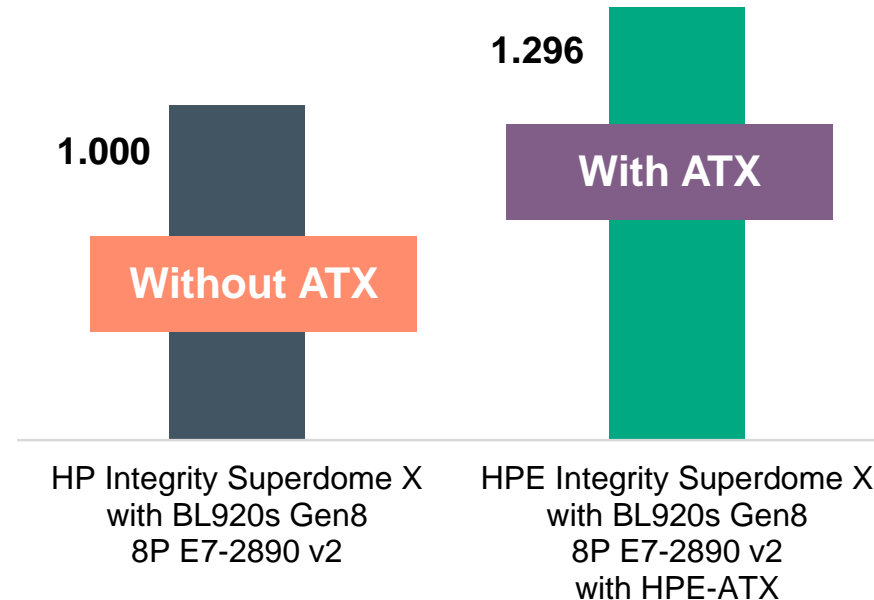 1.000
Without ATX
HP Integrity Superdome X
with BL920s Gen8
8P E7-2890 v2
1.296
With ATX
HPE Integrity Superdome X
with BL920s Gen8
8P E7-2890 v2
with HPE-ATX